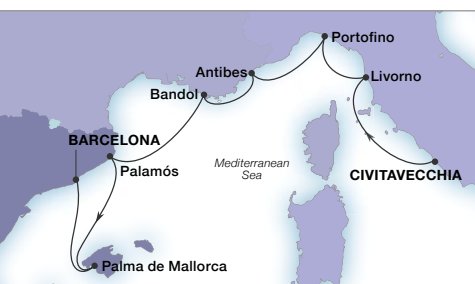 Portofino
Antibes
Livorno
Bandol
BARCELONA
Palamós
Mediterranean
Sea
CIVITAVECCHIA
Palma de Mallorca